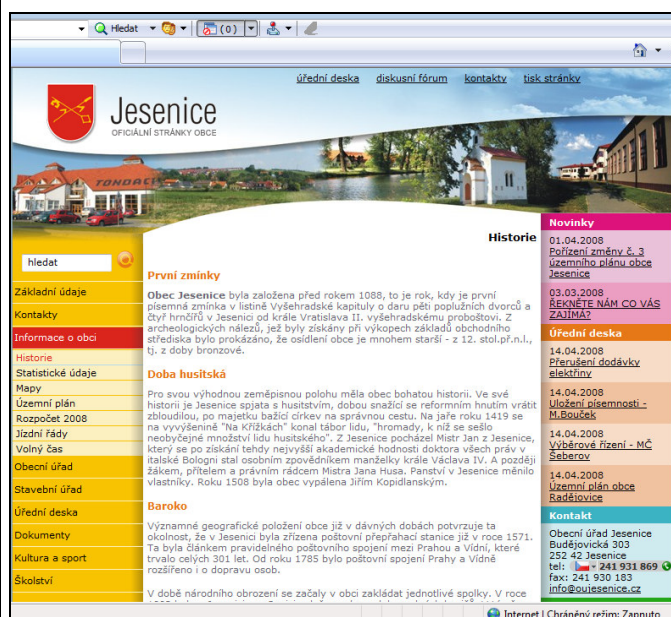 Hledat
(0)
úřední deska diskusní fórum kontakty tisk stránky
Jesenice
OFICIÁLNÍ STRÁNKY OBCE
TONDACH
hledat
Základní údaje
Kontakty
Informace o obci
Historie
Statistické údaje
Mapy
Územní plán
Rozpočet 2008
Jízdní řády
Volný čas
Obecní úřad
Stavební úřad
Úřední deska
Dokumenty
Kultura a sport
Školství
Historie
První zmínky
Obec Jesenice byla založena před rokem 1088, to je rok, kdy je první
písemná zmínka v listině Vyšehradské kapituly o daru pěti poplužních dvorců a
čtyř hrnčířů v Jesenici od krále Vratislava II. vyšehradskému proboštovi. Z
archeologických nálezů, jež byly získány při výkopech základů obchodního
střediska bylo prokázáno, že osídlení obce je mnohem starší - z 12. stol.př.n.l.,
tj. z doby bronzové.
Doba husitská
Pro svou výhodnou zeměpisnou polohu měla obec bohatou historii. Ve své
historii je Jesenice spjata s husitstvím, dobou snažící se reformním hnutím vrátit
zbloudilou, po majetku bažící církev na správnou cestu. Na jaře roku 1419 se
na vyvýšenině "Na Křížkách" konal tábor lidu, "hromady, k níž se sešlo
neobyčejné množství lidu husitského". Z Jesenice pocházel Mistr Jan z Jesenice,
který se po získání tehdy nejvyšší akademické hodnosti doktora všech práv v
italské Bologni stal osobním zpovědníkem manželky krále Václava IV. A později
žákem, přítelem a právním rádcem Mistra Jana Husa. Panství v Jesenice měnilo
vlastníky. Roku 1508 byla obec vypálena Jiřím Kopidlanským.
Baroko
Významné geografické položení obce již v dávných dobách potvrzuje ta
okolnost, že v Jesenici byla zřízena poštovní přepřahací stanice již v roce 1571.
Ta byla článkem pravidelného poštovního spojení mezi Prahou a Vídní, které
trvalo celých 301 let. Od roku 1785 bylo poštovní spojení Prahy a Vídně
rozšířeno i o dopravu osob.
V době národního obrození se začaly v obci zakládat jednotlivé spolky. V roce
Novinky
01.04.2008
Pořízení změny č. 3
územního plánu obce
Jesenice
03.03.2008
ŘEKNĚTE NÁM CO VÁS
ZAJÍMÁ?
Úřední deska
14.04.2008
Přerušení dodávky
elektřiny
14.04.2008
Uložení písemnosti -
M.Bouček
14.04.2008
Výběrové řízení - MČ
Šeberov
14.04.2008
Územní plán obce
Radějovice
Kontakt
Obecní úřad Jesenice
Budějovická 303
252 42 Jesenice
tel: 241 931 869
fax: 241 930 183
info@oujesenice.cz
Internet | Chráněný režim: Zapnuto